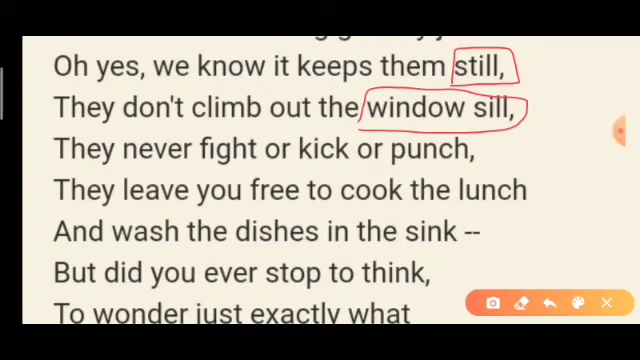 Oh yes, we know it keeps them still,
They don't climb out the window sill,
They never fight or kick or punch,
They leave you free to cook the lunch
And wash the dishes in the sink --
But did you ever stop to think,
To wonder just exactly what